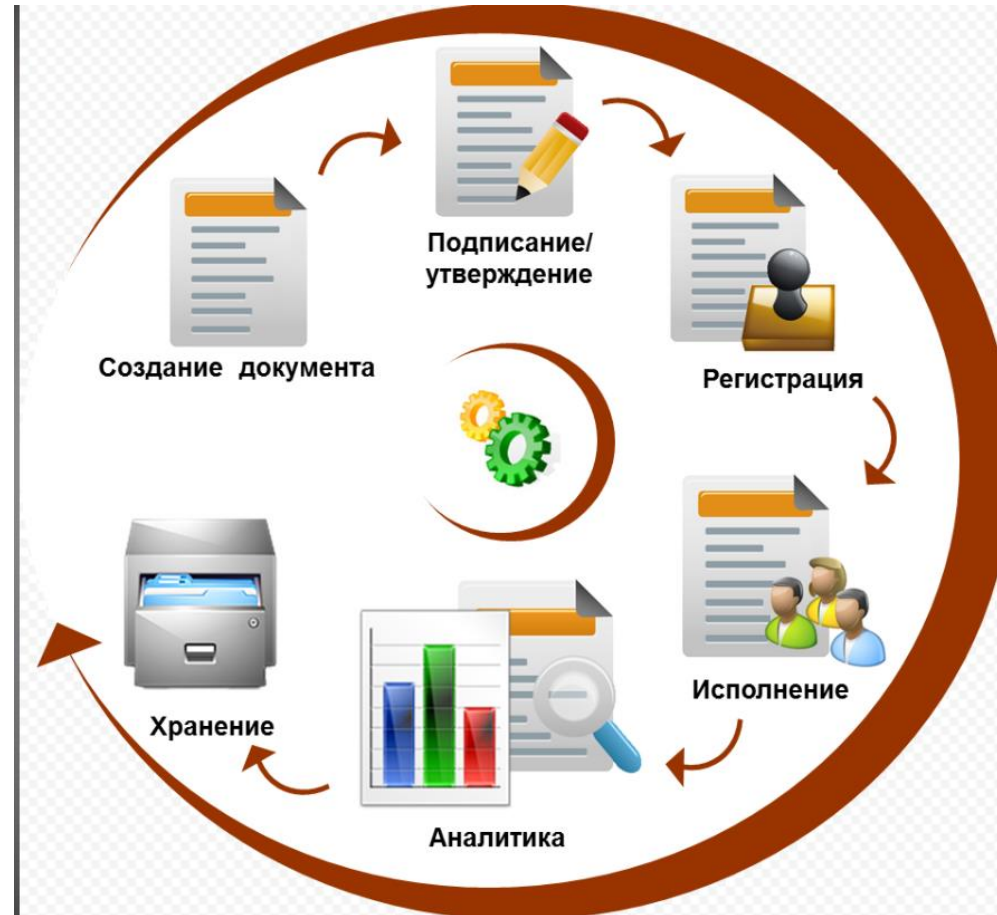 Подписание/
утверждение
Создание документа
Регистрация
Исполнение
Хранение
Аналитика